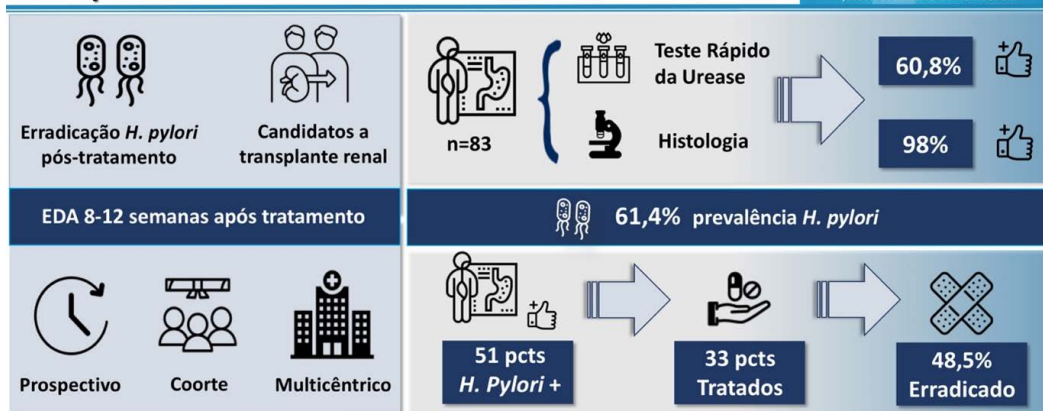 Erradicação H. pylori
pós-tratamento
Candidatos a
transplante renal
EDA 8-12 semanas após tratamento
Prospectivo
Coorte
Multicêntrico
n=83
Teste Rápido
da Urease
Histologia
60,8%
98%
61,4% prevalência H. pylori
51 pcts
H. Pylori +
33 pcts
Tratados
48,5%
Erradicado